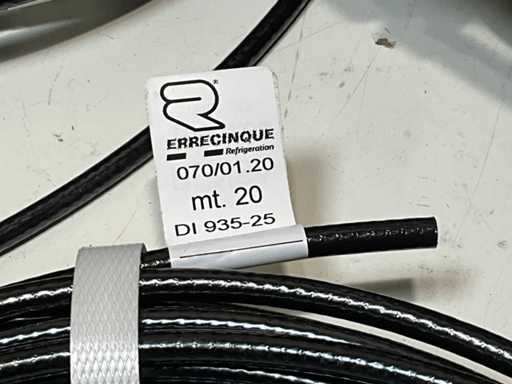 ERRECINQUE
Refrigeration
070/01.20
mt. 20
DI 935-25